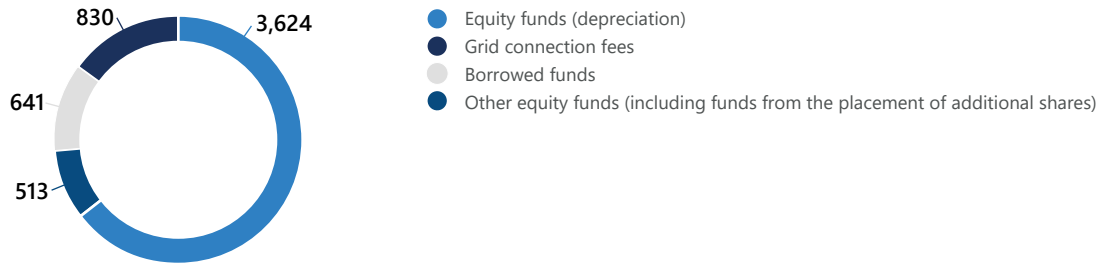 830
3,624
641
513
Equity funds (depreciation)
Grid connection fees
Borrowed funds
Other equity funds (including funds from the placement of additional shares)